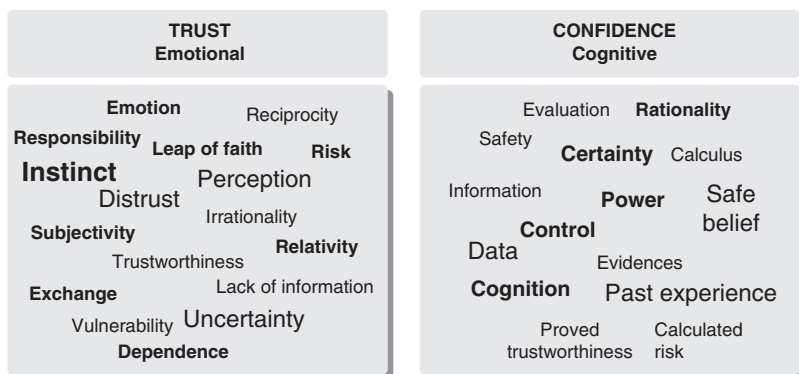 TRUST
Emotional
Emotion
Reciprocity
Responsibility
Leap of faith
Risk
Instinct
Perception
Distrust
Irrationality
Subjectivity
Relativity
Trustworthiness
Exchange
Lack of information
Vulnerability
Uncertainty
Dependence
CONFIDENCE
Cognitive
Evaluation
Rationality
Safety
Certainty
Calculus
Information
Power
Safe
belief
Control
Data
Evidences
Cognition
Past experience
Proved
trustworthiness
Calculated
risk